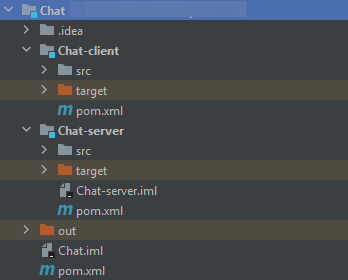 Chat
.idea
Chat-client
src
target
pom.xml
Chat-server
src
target
Chat-server.iml
pom.xml
out
Chat.iml
pom.xml